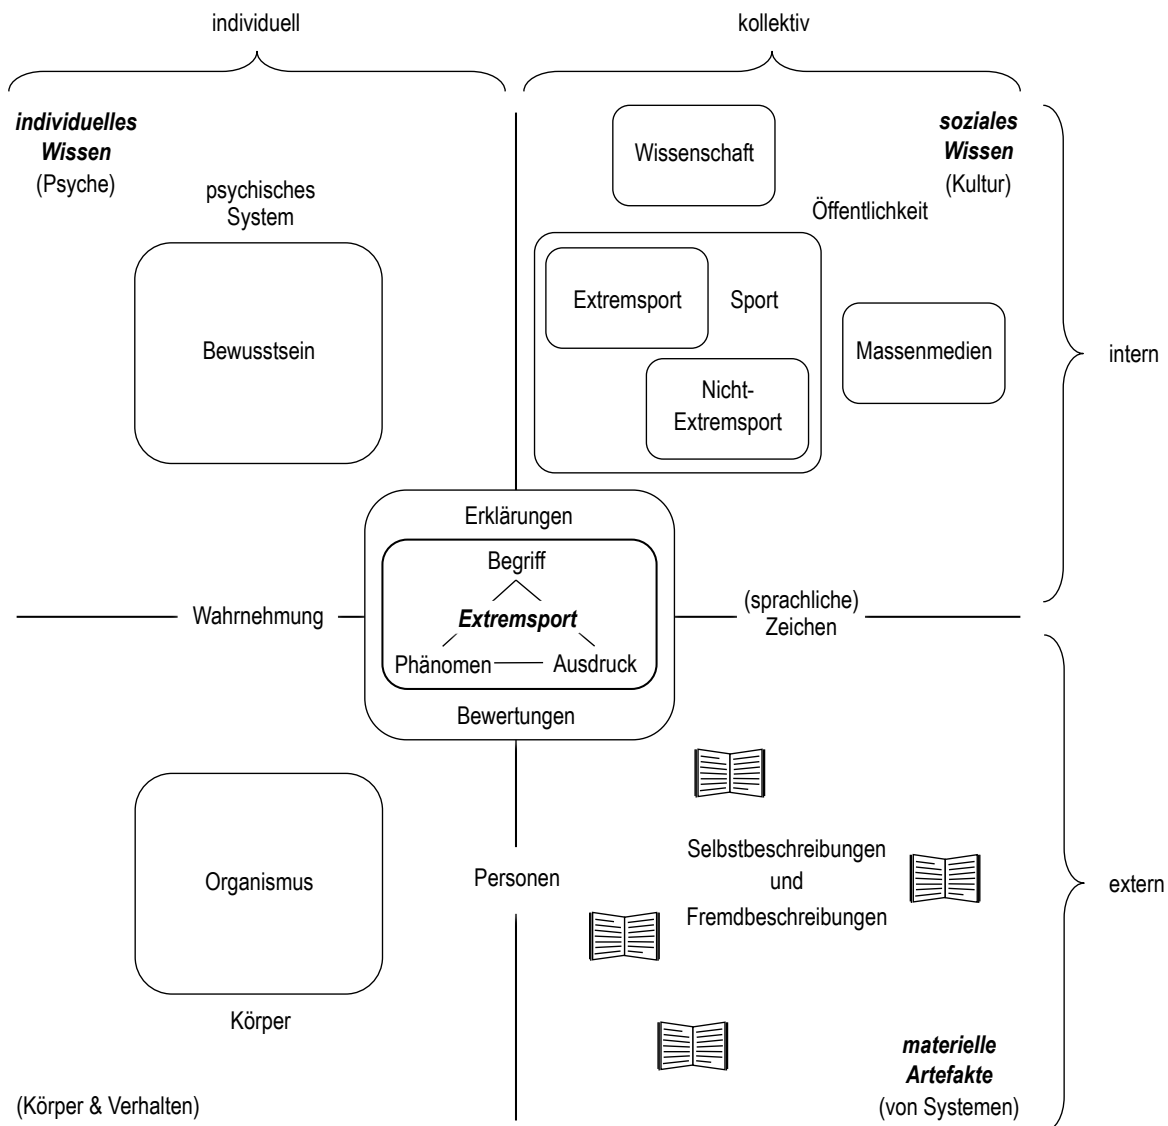 individuell
kollektiv
individuelles
Wissen
(Psyche)
psychisches
System
Bewusstsein
Wissenschaft
soziales
Wissen
(Kultur)
Öffentlichkeit
Extremsport
Sport
Nicht-
Extremsport
Massenmedien
intern
Erklärungen
Begriff
Extremsport
Phänomen
Ausdruck
Bewertungen
Wahrnehmung
(sprachliche)
Zeichen
Organismus
Körper
(Körper & Verhalten)
Personen
Selbstbeschreibungen
und
Fremdbeschreibungen
extern
materielle
Artefakte
(von Systemen)